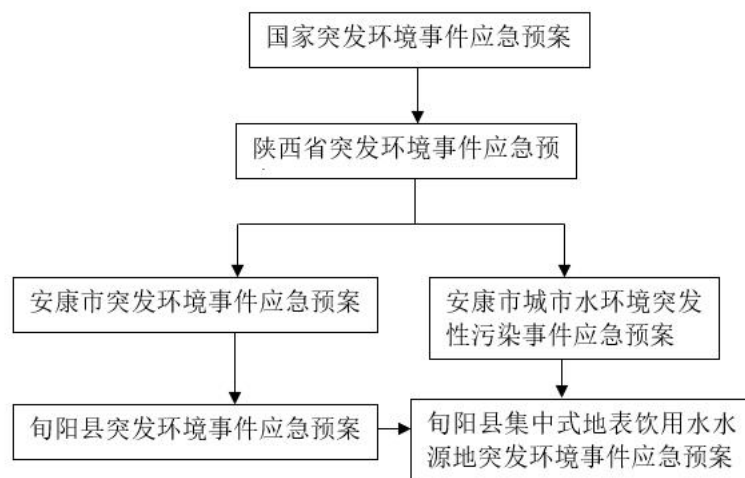 国家突发环境事件应急预案
陕西省突发环境事件应急预
安康市突发环境事件应急预案
安康市城市水环境突发
性污染事件应急预案
旬阳县突发环境事件应急预案
旬阳县集中式地表饮用水水
源地突发环境事件应急预案